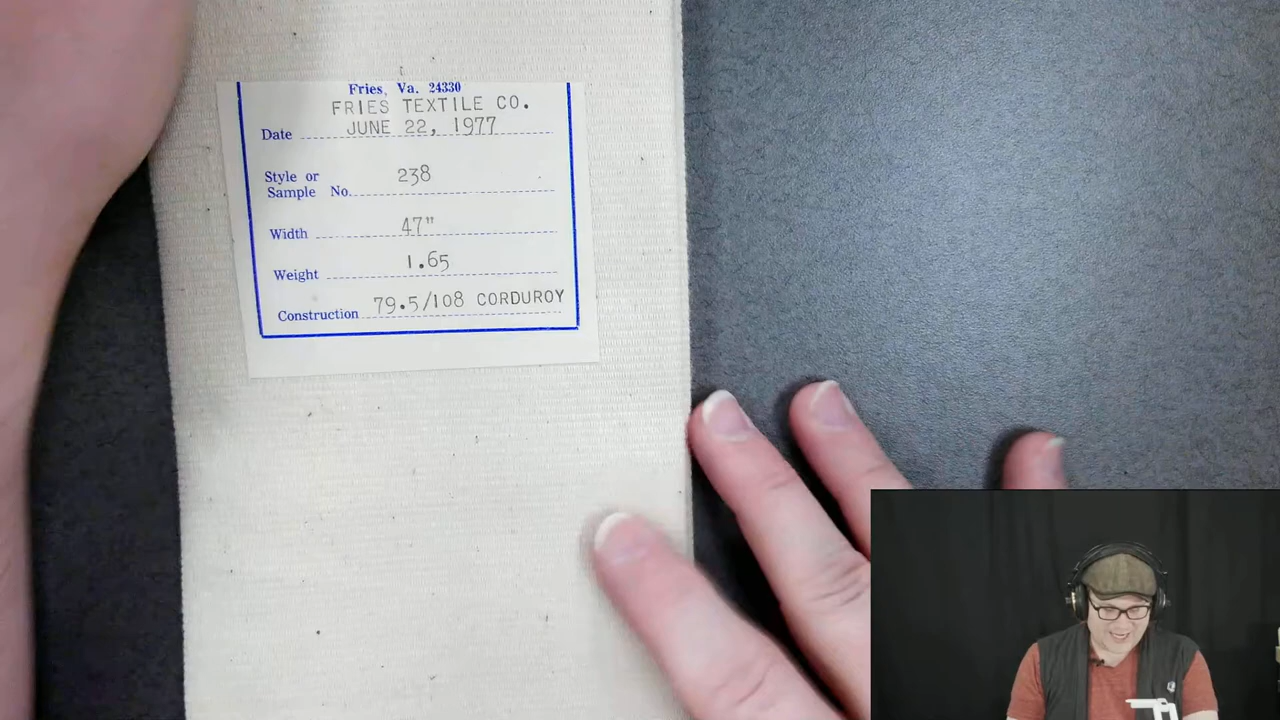 Fries, Va. 24330
FRIES TEXTILE CO.
Date JUNE 22, 1977
Style or
Sample No. 238
Width 47"
Weight 1.65
Construction 79.5/108 CORDUROY